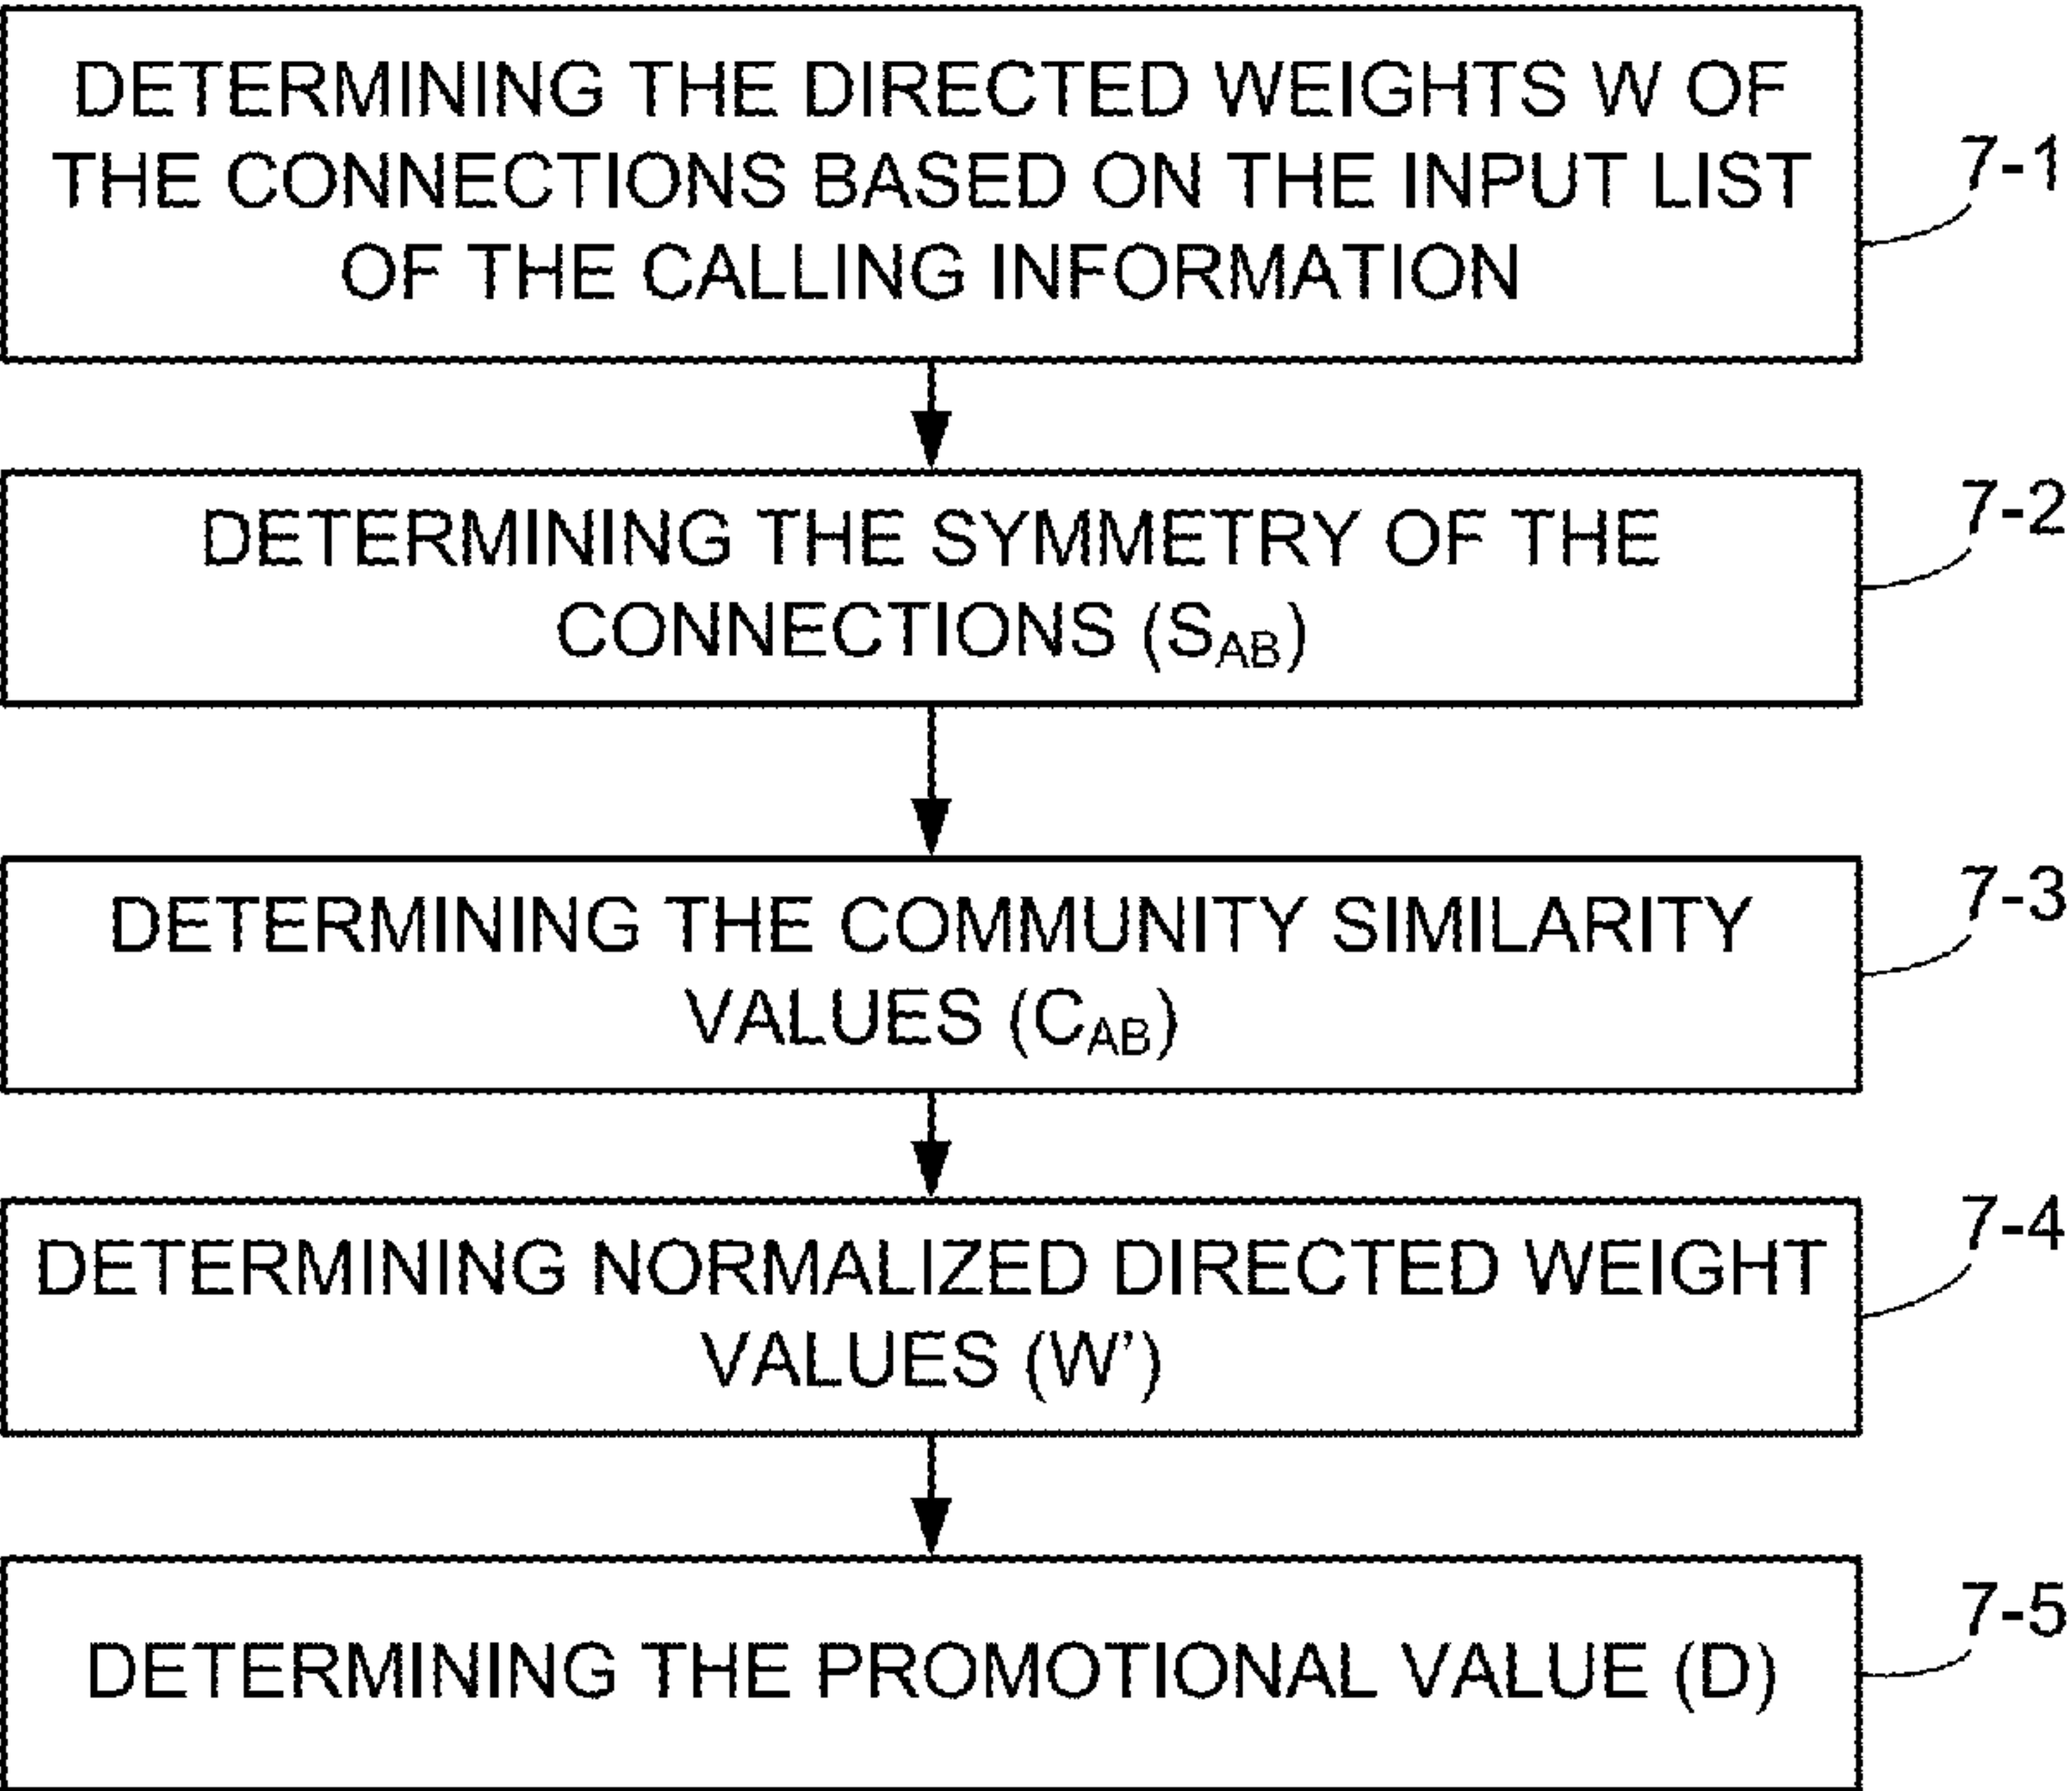 DETERMINING THE DIRECTED WEIGHTS W OF
THE CONNECTIONS BASED ON THE INPUT LIST
OF THE CALLING INFORMATION
7-1
DETERMINING THE SYMMETRY OF THE
CONNECTIONS (S_AB)
7-2
DETERMINING THE COMMUNITY SIMILARITY
VALUES (C_AB)
7-3
DETERMINING NORMALIZED DIRECTED WEIGHT
VALUES (W’)
7-4
DETERMINING THE PROMOTIONAL VALUE (D)
7-5